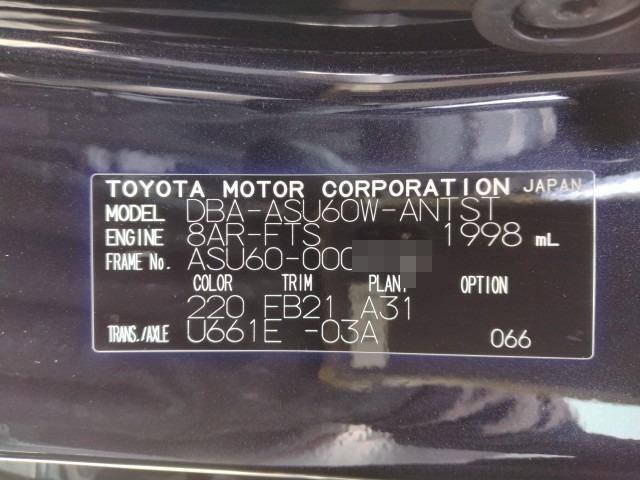 TOYOTA MOTOR CORPORATION JAPAN
MODEL DBA-ASU60W-ANTST
ENGINE 8AR-FTS 1998 mL
FRAME No. ASU60-000
COLOR TRIM PLAN. OPTION
220 FB21 A31
TRANS./AXLE U661E -03A 066